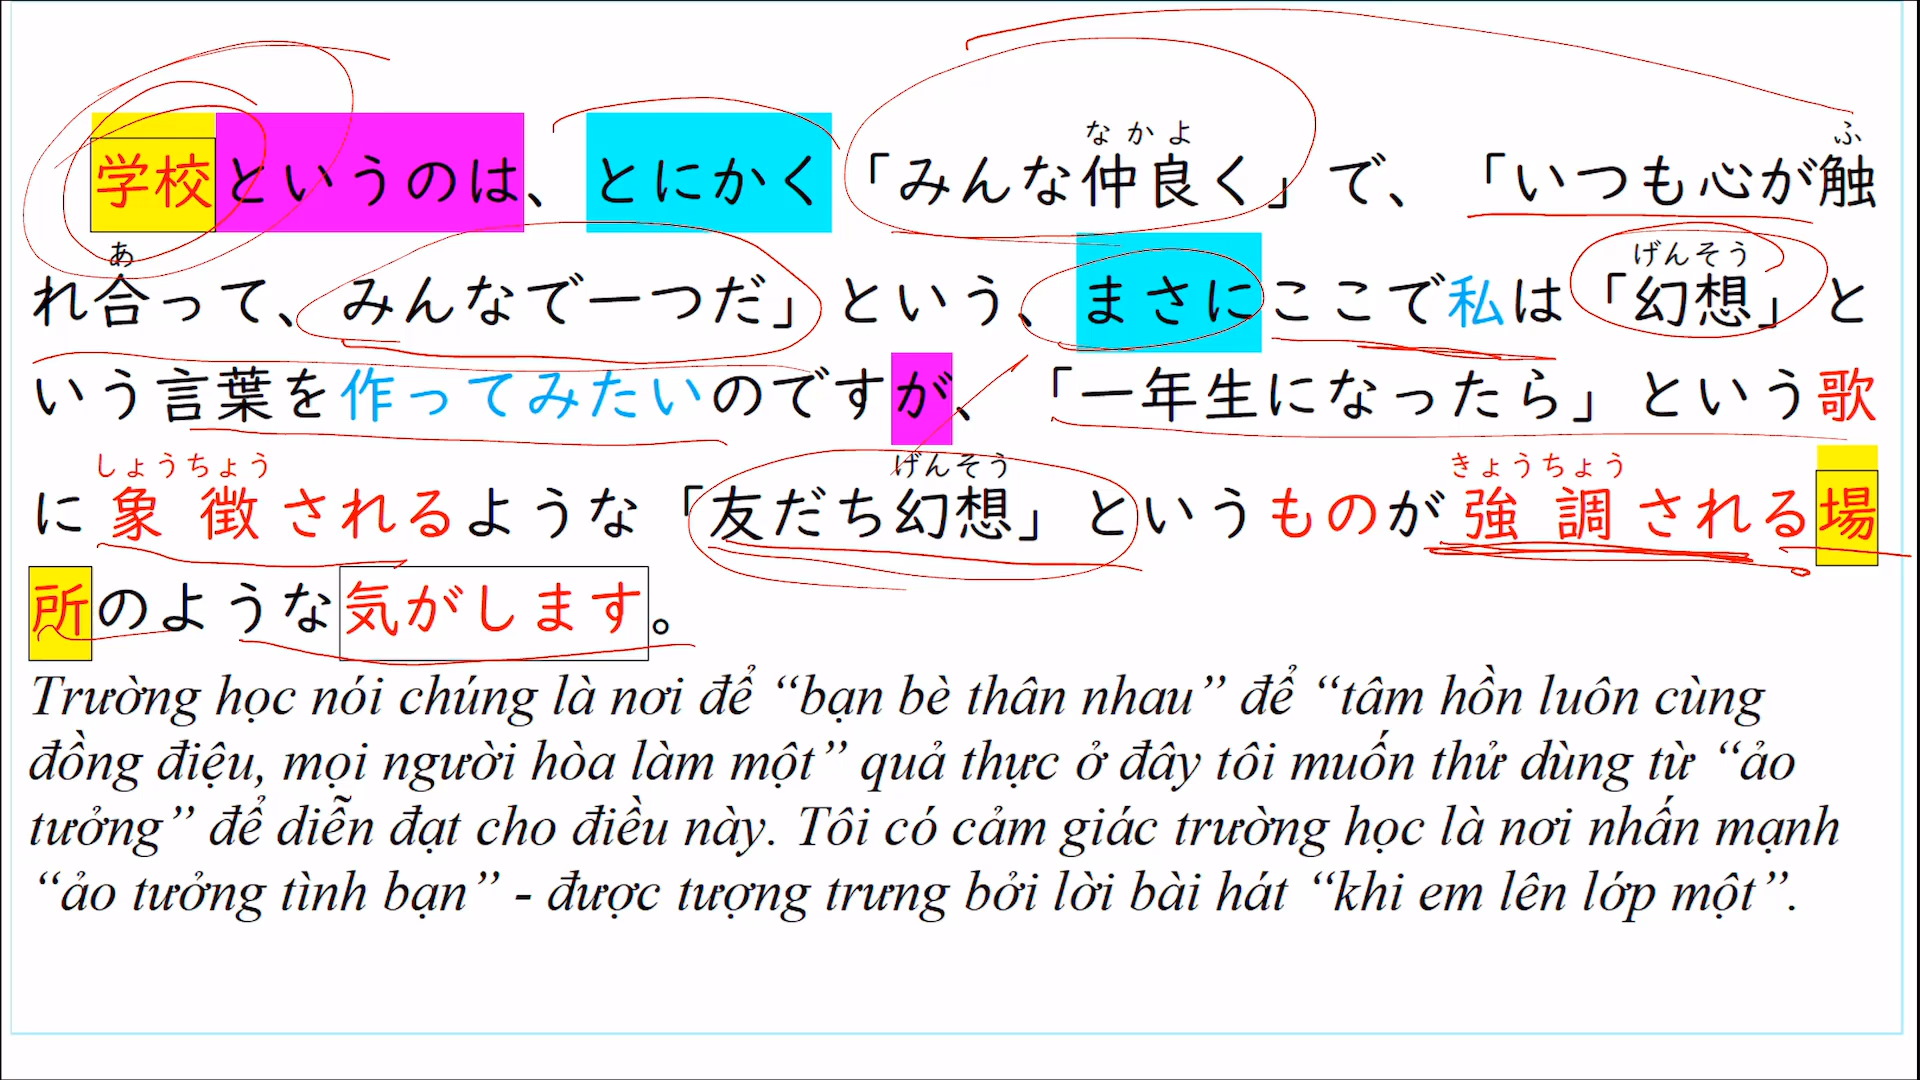 なかよ
ふ
学校というのは、とにかく「みんな仲良く」で、「いつも心が触
あ
げんそう
れ合って、みんなで一つだ」という、まさにここで私は「幻想」と
いう言葉を作ってみたいのですが、「一年生になったら」という歌
しょうちょう
げんそう
きょうちょう
に象徴されるような「友だち幻想」というものが強調される場
所のような気がします。
Trường học nói chúng là nơi để “bạn bè thân nhau” để “tâm hồn luôn cùng
đồng điệu, mọi người hòa làm một” quả thực ở đây tôi muốn thử dùng từ “ảo
tưởng” để diễn đạt cho điều này. Tôi có cảm giác trường học là nơi nhấn mạnh
“ảo tưởng tình bạn” - được tượng trưng bởi lời bài hát “khi em lên lớp một”.